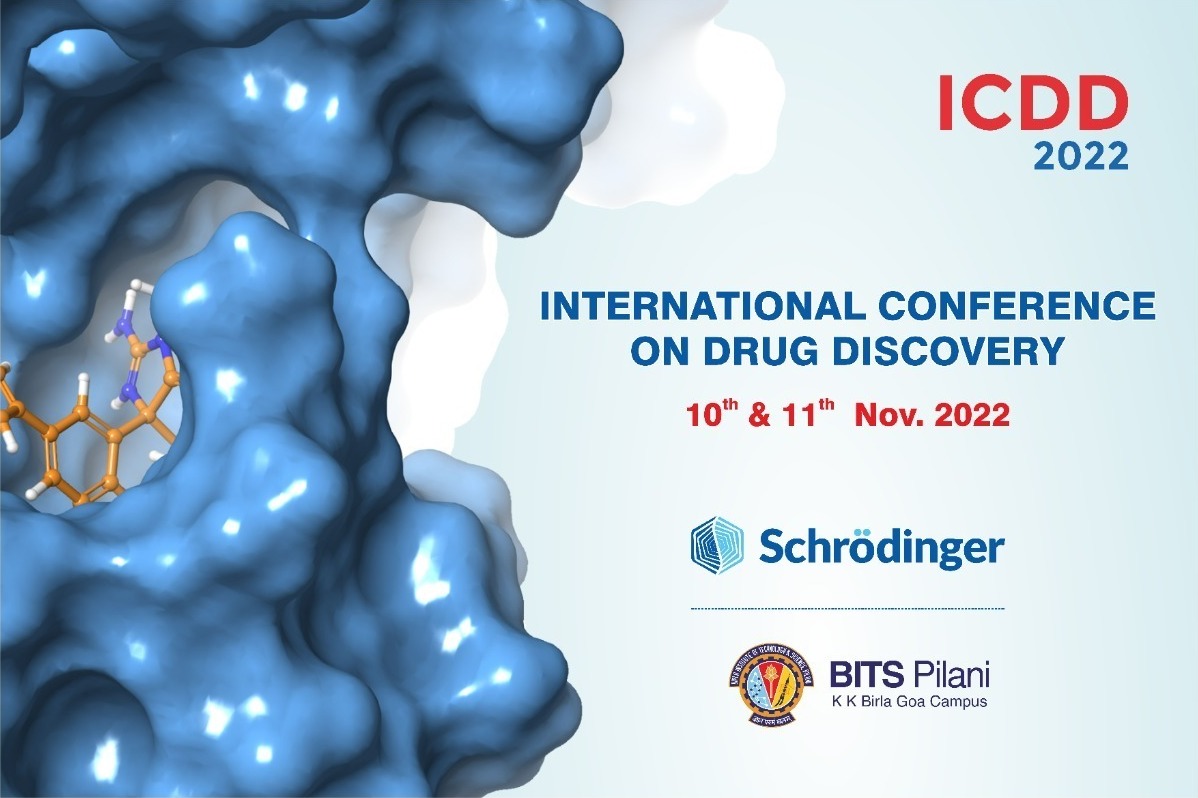 ICDD
2022
INTERNATIONAL CONFERENCE
ON DRUG DISCOVERY
10th & 11th Nov. 2022
Schrödinger
BITS Pilani
K K Birla Goa Campus